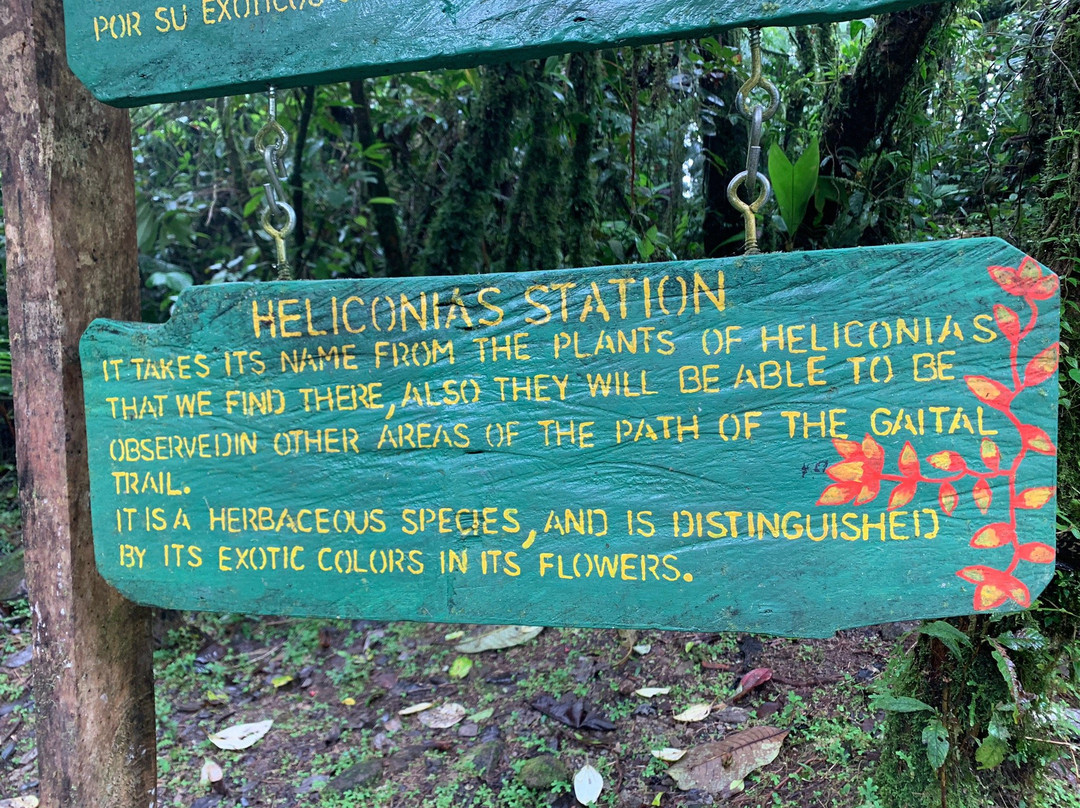 POR SU EXOTICOS
HELICONIAS STATION
IT TAKES ITS NAME FROM THE PLANTS OF HELICONIAS
THAT WE FIND THERE, ALSO THEY WILL BE ABLE TO BE
OBSERVEDIN OTHER AREAS OF THE PATH OF THE GAITAL
TRAIL.
IT IS A HERBACEOUS SPECIES, AND IS DISTINGUISHED
BY ITS EXOTIC COLORS IN ITS FLOWERS.